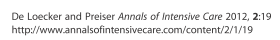 De Loecker and Preiser Annals of Intensive Care 2012, 2:19
http://www.annalsofintensivecare.com/content/2/1/19